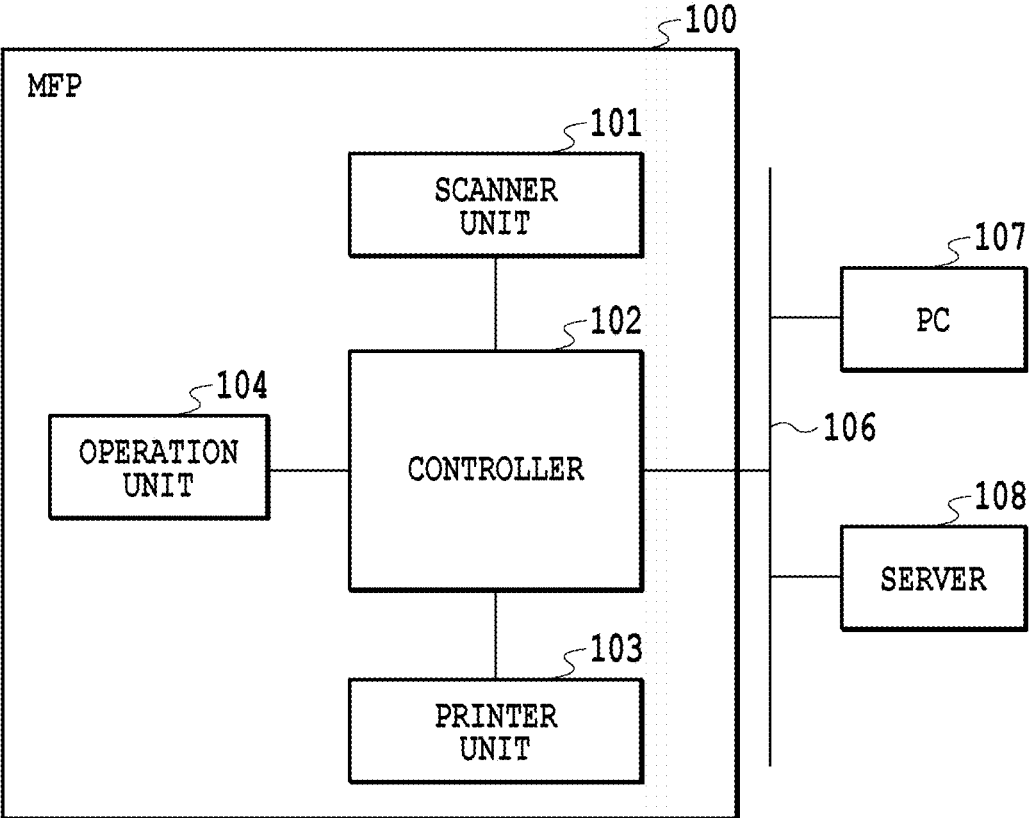 100
MFP
101
SCANNER
UNIT
107
PC
102
104
OPERATION
UNIT
CONTROLLER
106
108
SERVER
103
PRINTER
UNIT